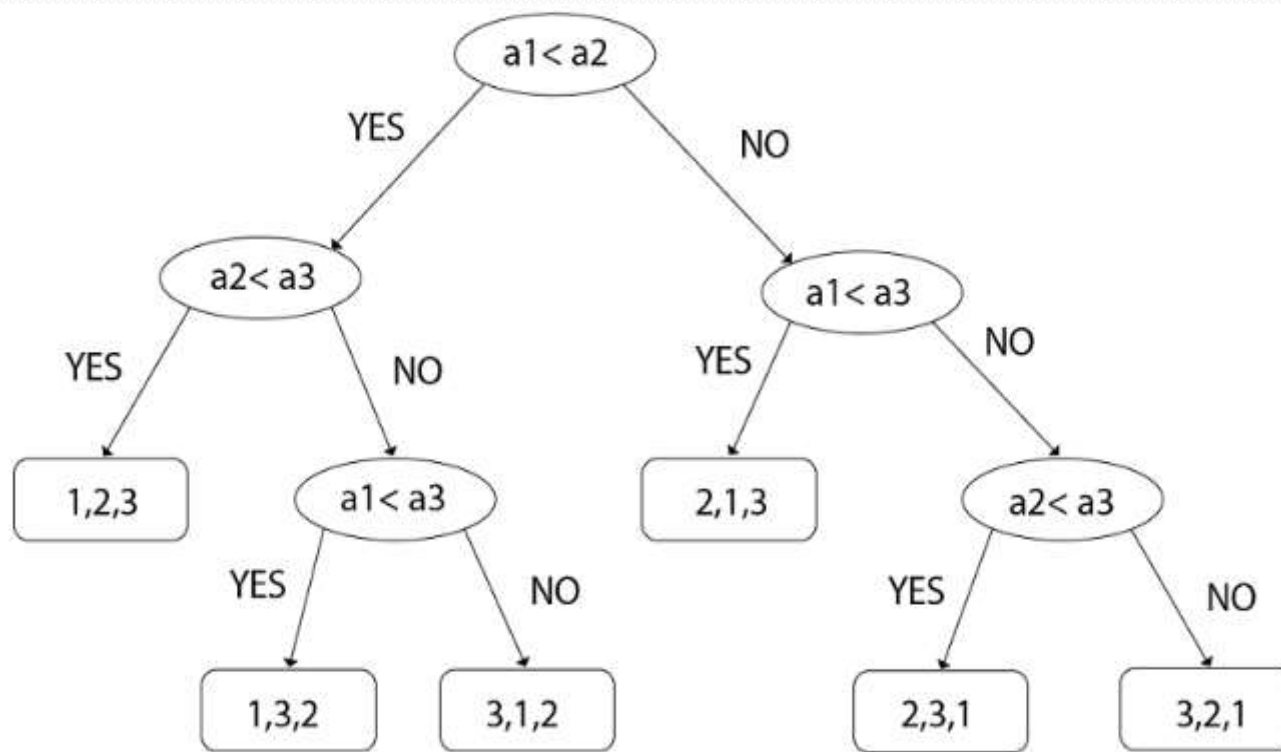 a1< a2
YES
NO
a2< a3
a1< a3
YES
NO
YES
NO
1,2,3
a1< a3
2,1,3
a2< a3
YES
NO
YES
NO
1,3,2
3,1,2
2,3,1
3,2,1